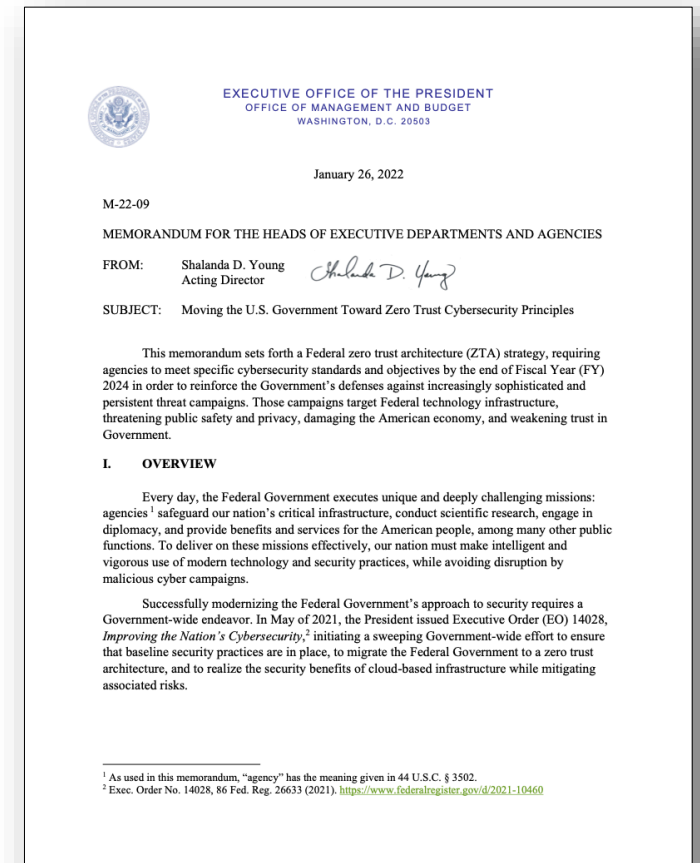 EXECUTIVE OFFICE OF THE PRESIDENT
OFFICE OF MANAGEMENT AND BUDGET
WASHINGTON, D.C. 20503
January 26, 2022
M-22-09
MEMORANDUM FOR THE HEADS OF EXECUTIVE DEPARTMENTS AND AGENCIES
FROM: Shalanda D. Young Shalanda D. Young
Acting Director
SUBJECT: Moving the U.S. Government Toward Zero Trust Cybersecurity Principles
This memorandum sets forth a Federal zero trust architecture (ZTA) strategy, requiring
agencies to meet specific cybersecurity standards and objectives by the end of Fiscal Year (FY)
2024 in order to reinforce the Government's defenses against increasingly sophisticated and
persistent threat campaigns. Those campaigns target Federal technology infrastructure,
threatening public safety and privacy, damaging the American economy, and weakening trust in
Government.
I. OVERVIEW
Every day, the Federal Government executes unique and deeply challenging missions:
agencies 1 safeguard our nation's critical infrastructure, conduct scientific research, engage in
diplomacy, and provide benefits and services for the American people, among many other public
functions. To deliver on these missions effectively, our nation must make intelligent and
vigorous use of modern technology and security practices, while avoiding disruption by
malicious cyber campaigns.
Successfully modernizing the Federal Government's approach to security requires a
Government-wide endeavor. In May of 2021, the President issued Executive Order (EO) 14028,
Improving the Nation's Cybersecurity,2 initiating a sweeping Government-wide effort to ensure
that baseline security practices are in place, to migrate the Federal Government to a zero trust
architecture, and to realize the security benefits of cloud-based infrastructure while mitigating
associated risks.
1 As used in this memorandum, "agency" has the meaning given in 44 U.S.C. § 3502.
2 Exec. Order No. 14028, 86 Fed. Reg. 26633 (2021). https://www.federalregister.gov/d/2021-10460